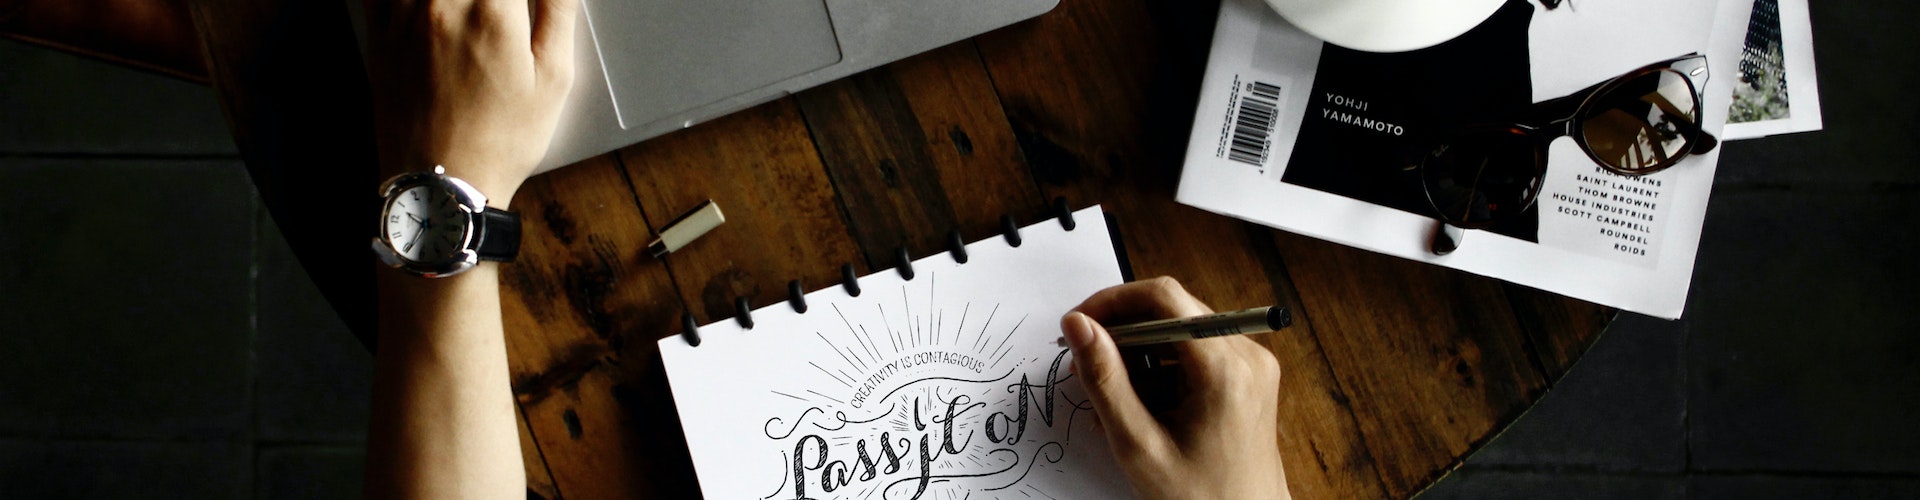 YOHJI
YAMAMOTO
RICK OWENS
SAINT LAURENT
THOM BROWNE
HOUSE INDUSTRIES
SCOTT CAMPBELL
ROUNDEL
ROIDS
CREATIVITY IS CONTAGIOUS
Pass it oN